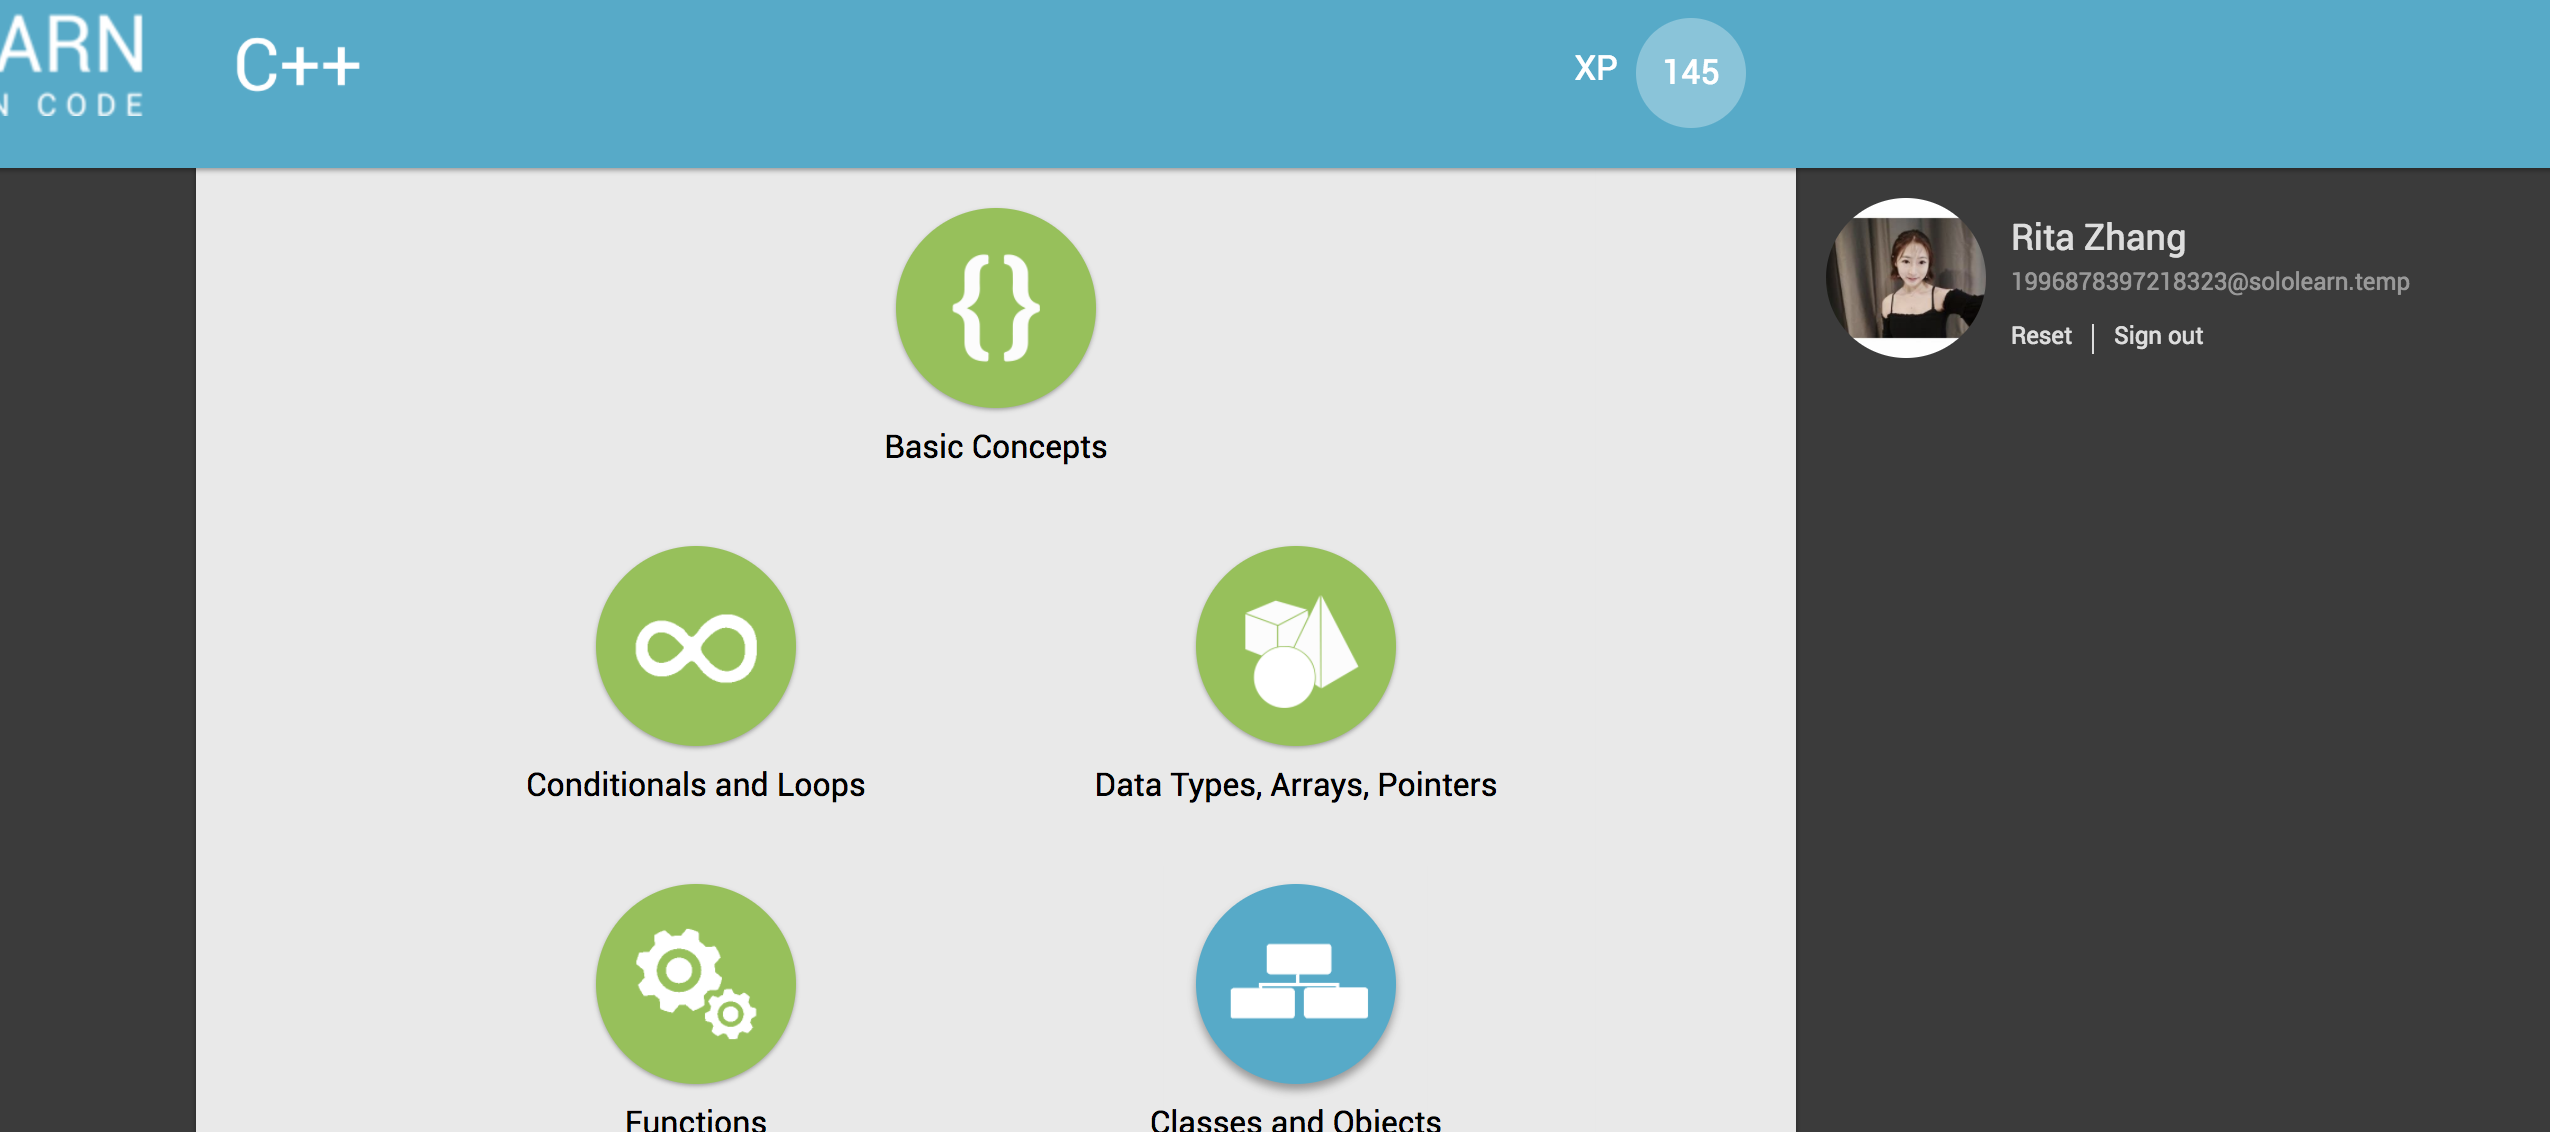 ARN
N CODE
C++
XP 145
Rita Zhang
1996878397218323@sololearn.temp
Reset | Sign out
Basic Concepts
Conditionals and Loops
Data Types, Arrays, Pointers
Functions
Classes and Objects